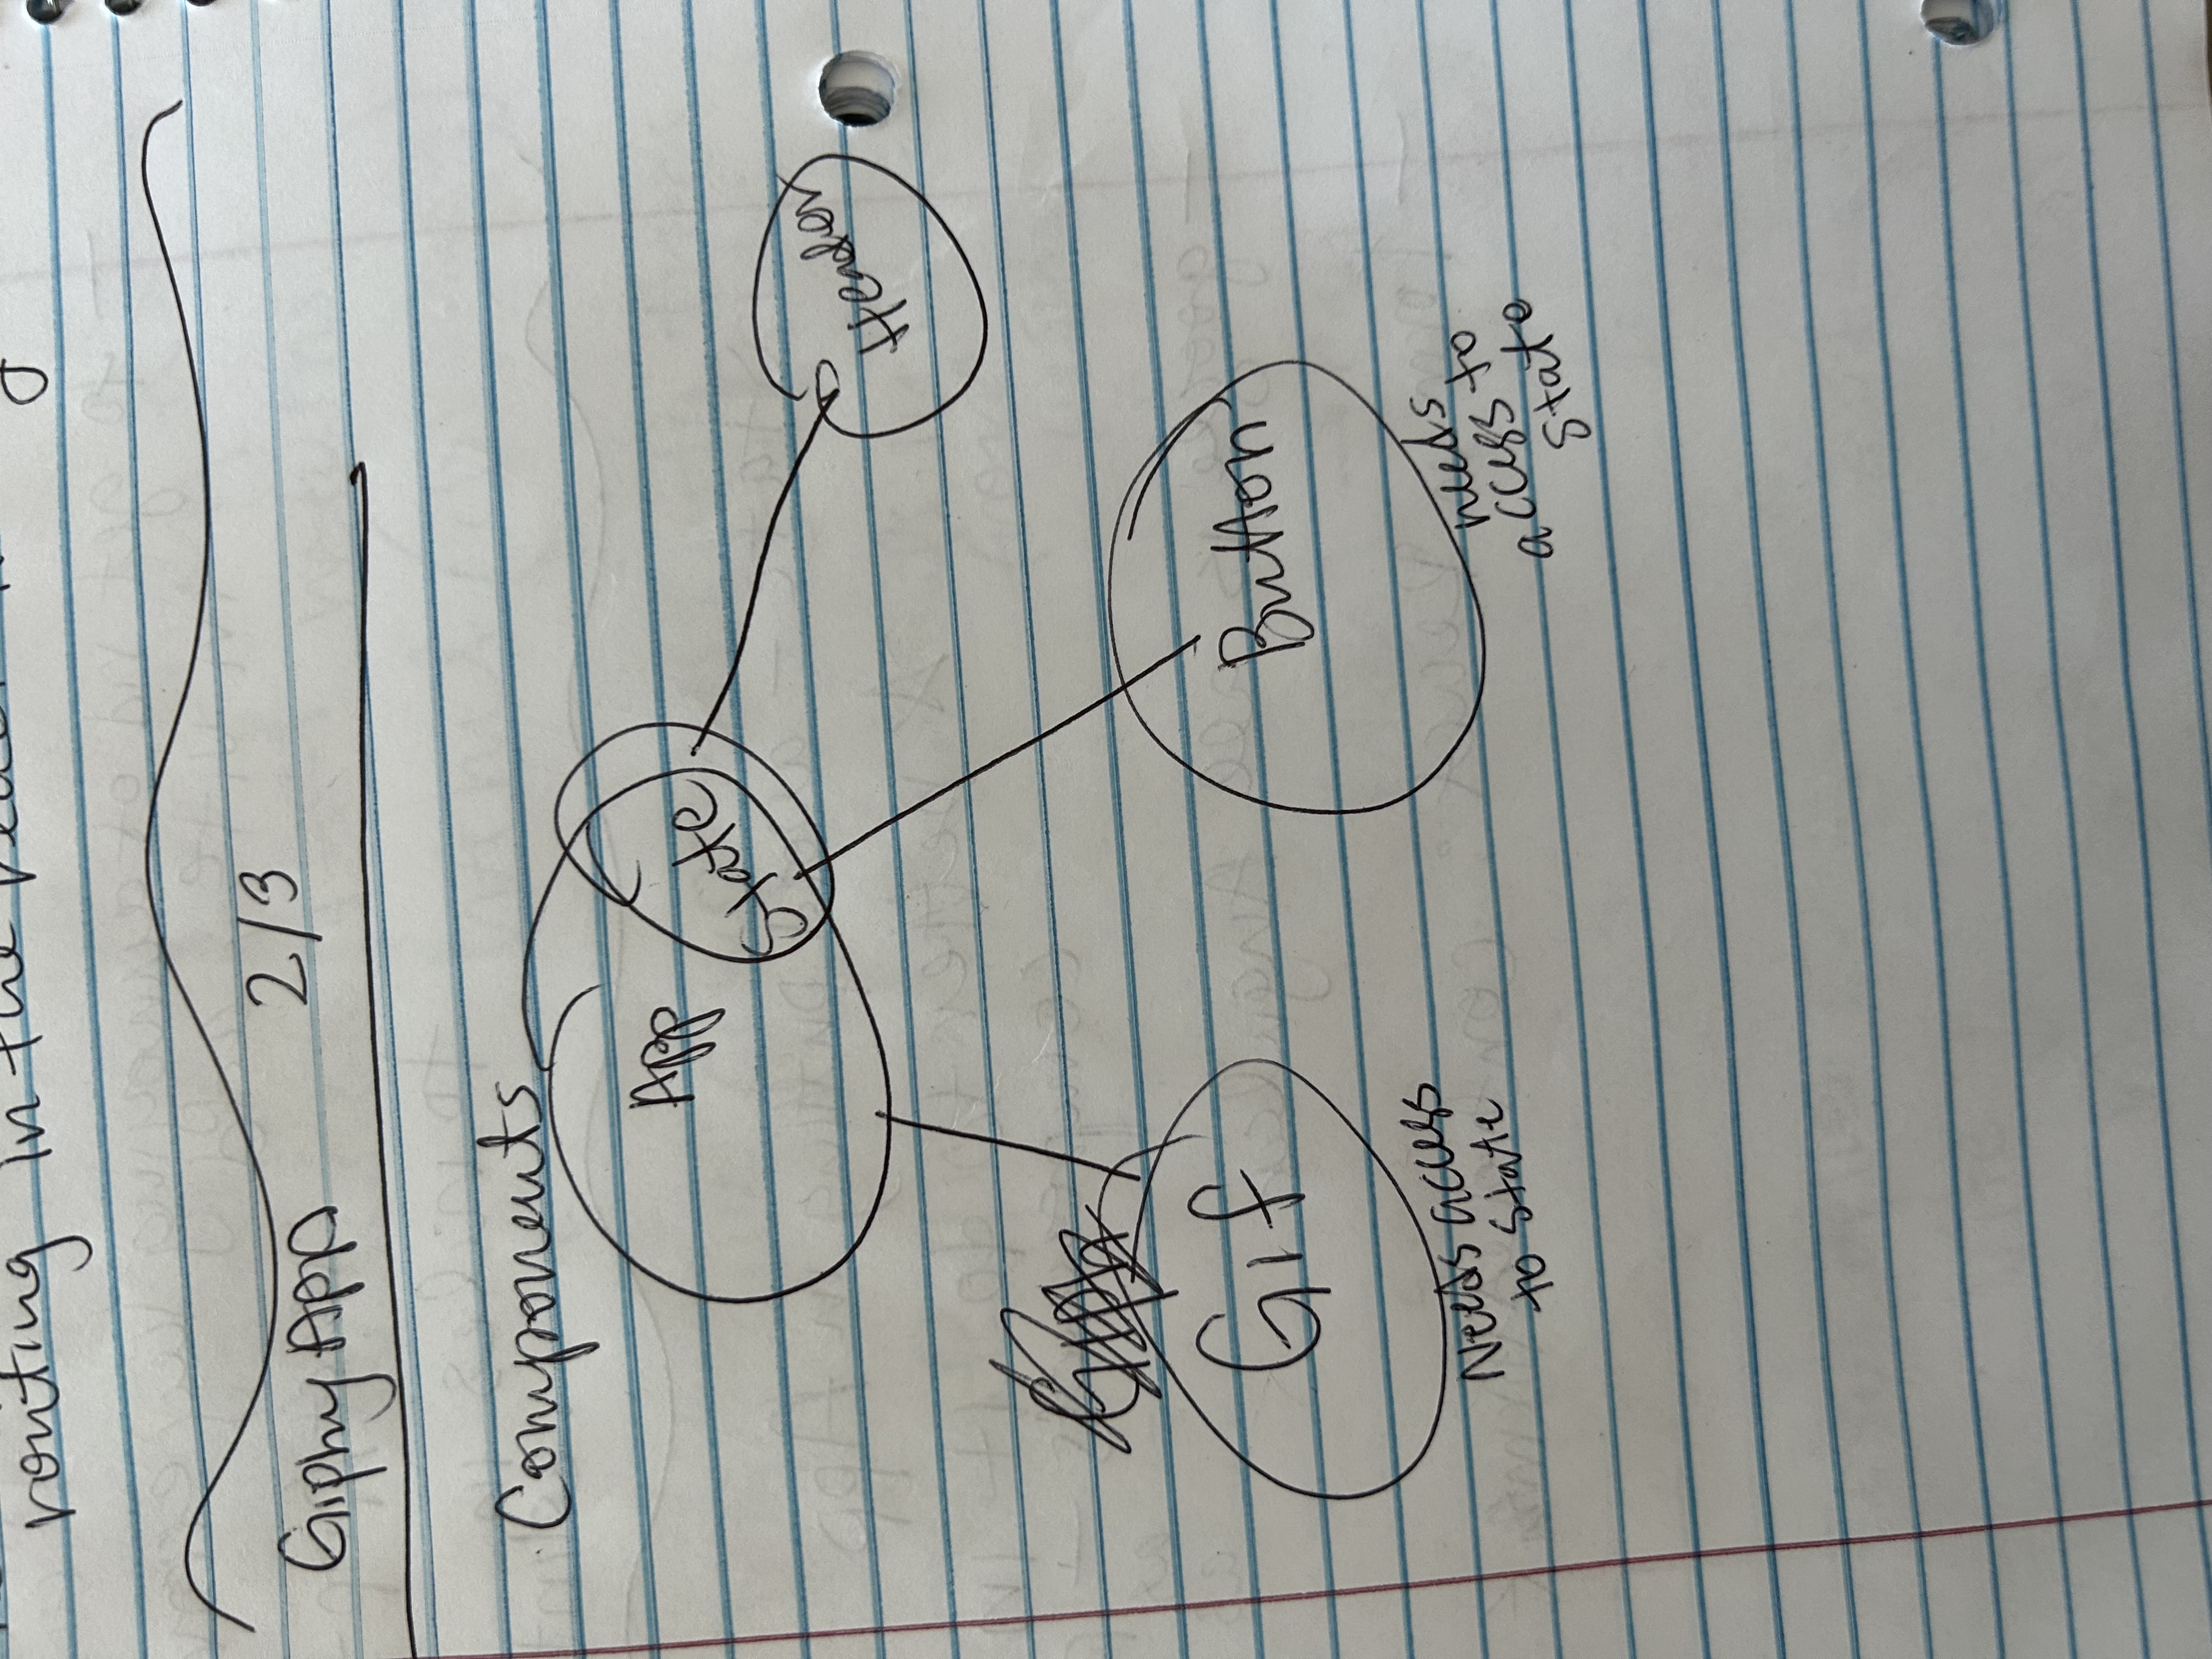 routing in the
Giphy App 2/3
Components
App
State
Header
Gif
Button
Needs access
to state
needs
access to
state